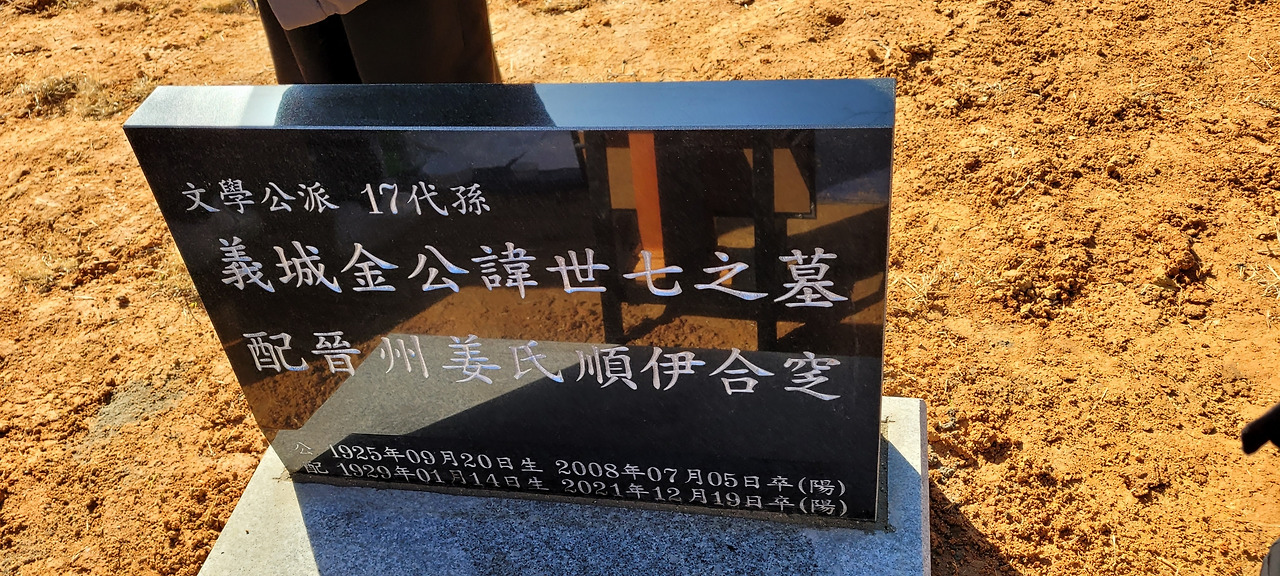 文學公派 17代孫
義城金公諱世七之墓
配晉州姜氏順伊合窆
公 1925年09月20日生 2008年07月05日卒(陽)
配 1929年01月14日生 2021年12月19日卒(陽)